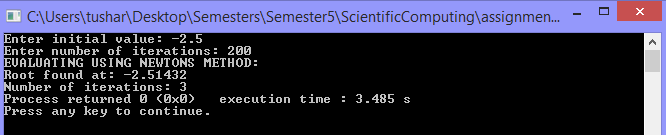 C:\Users\tushar\Desktop\Semesters\Semester5\ScientificComputing\assignmen...
Enter initial value: -2.5
Enter number of iterations: 200
EVALUATING USING NEWTONS METHOD:
Root found at: -2.51432
Number of iterations: 3
Process returned 0 (0x0)   execution time : 3.485 s
Press any key to continue.